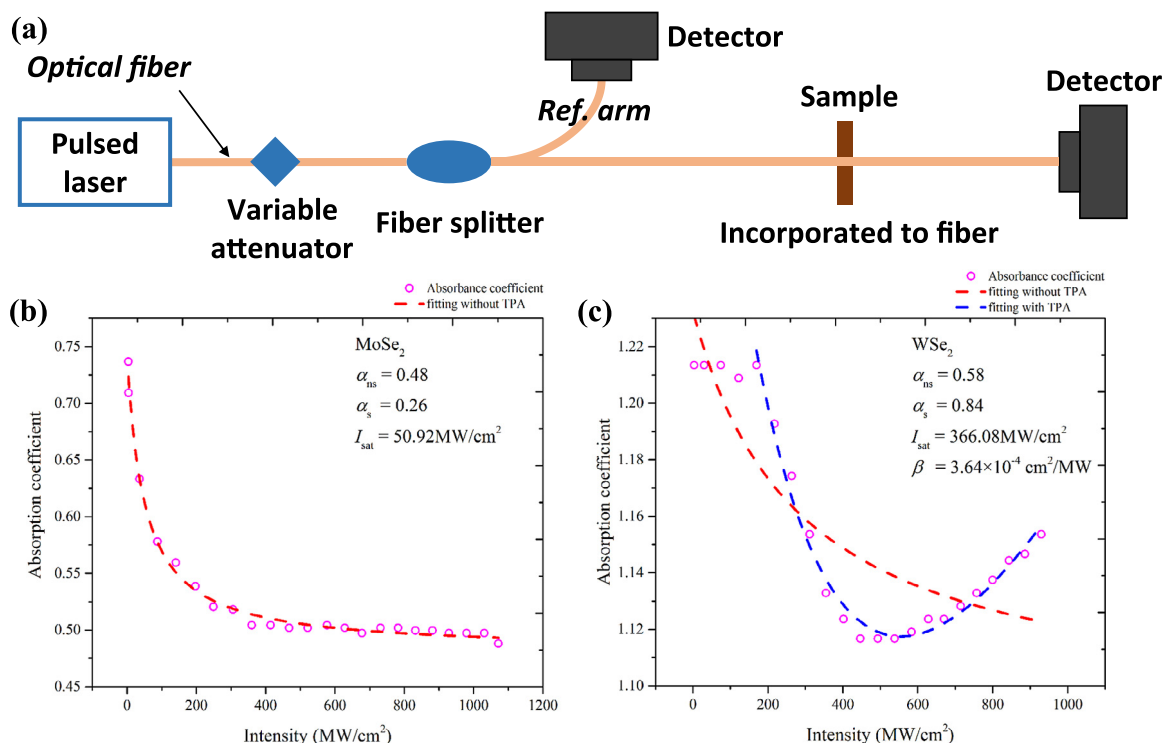 (a)
Optical fiber
Pulsed
laser
Variable
attenuator
Fiber splitter
Ref. arm
Detector
Sample
Incorporated to fiber
Detector
(b)
Absorbance coefficient
fitting without TPA
MoSe₂
αₙₛ = 0.48
αₛ = 0.26
Iₛₐₜ = 50.92MW/cm²
Absorption coefficient
0.75
0.70
0.65
0.60
0.55
0.50
0.45
0 200 400 600 800 1000 1200
Intensity (MW/cm²)
(c)
Absorbance coefficient
fitting without TPA
fitting with TPA
WSe₂
αₙₛ = 0.58
αₛ = 0.84
Iₛₐₜ = 366.08MW/cm²
β = 3.64×10⁻⁴ cm²/MW
Absorption coefficient
1.22
1.20
1.18
1.16
1.14
1.12
1.10
0 200 400 600 800 1000
Intensity (MW/cm²)